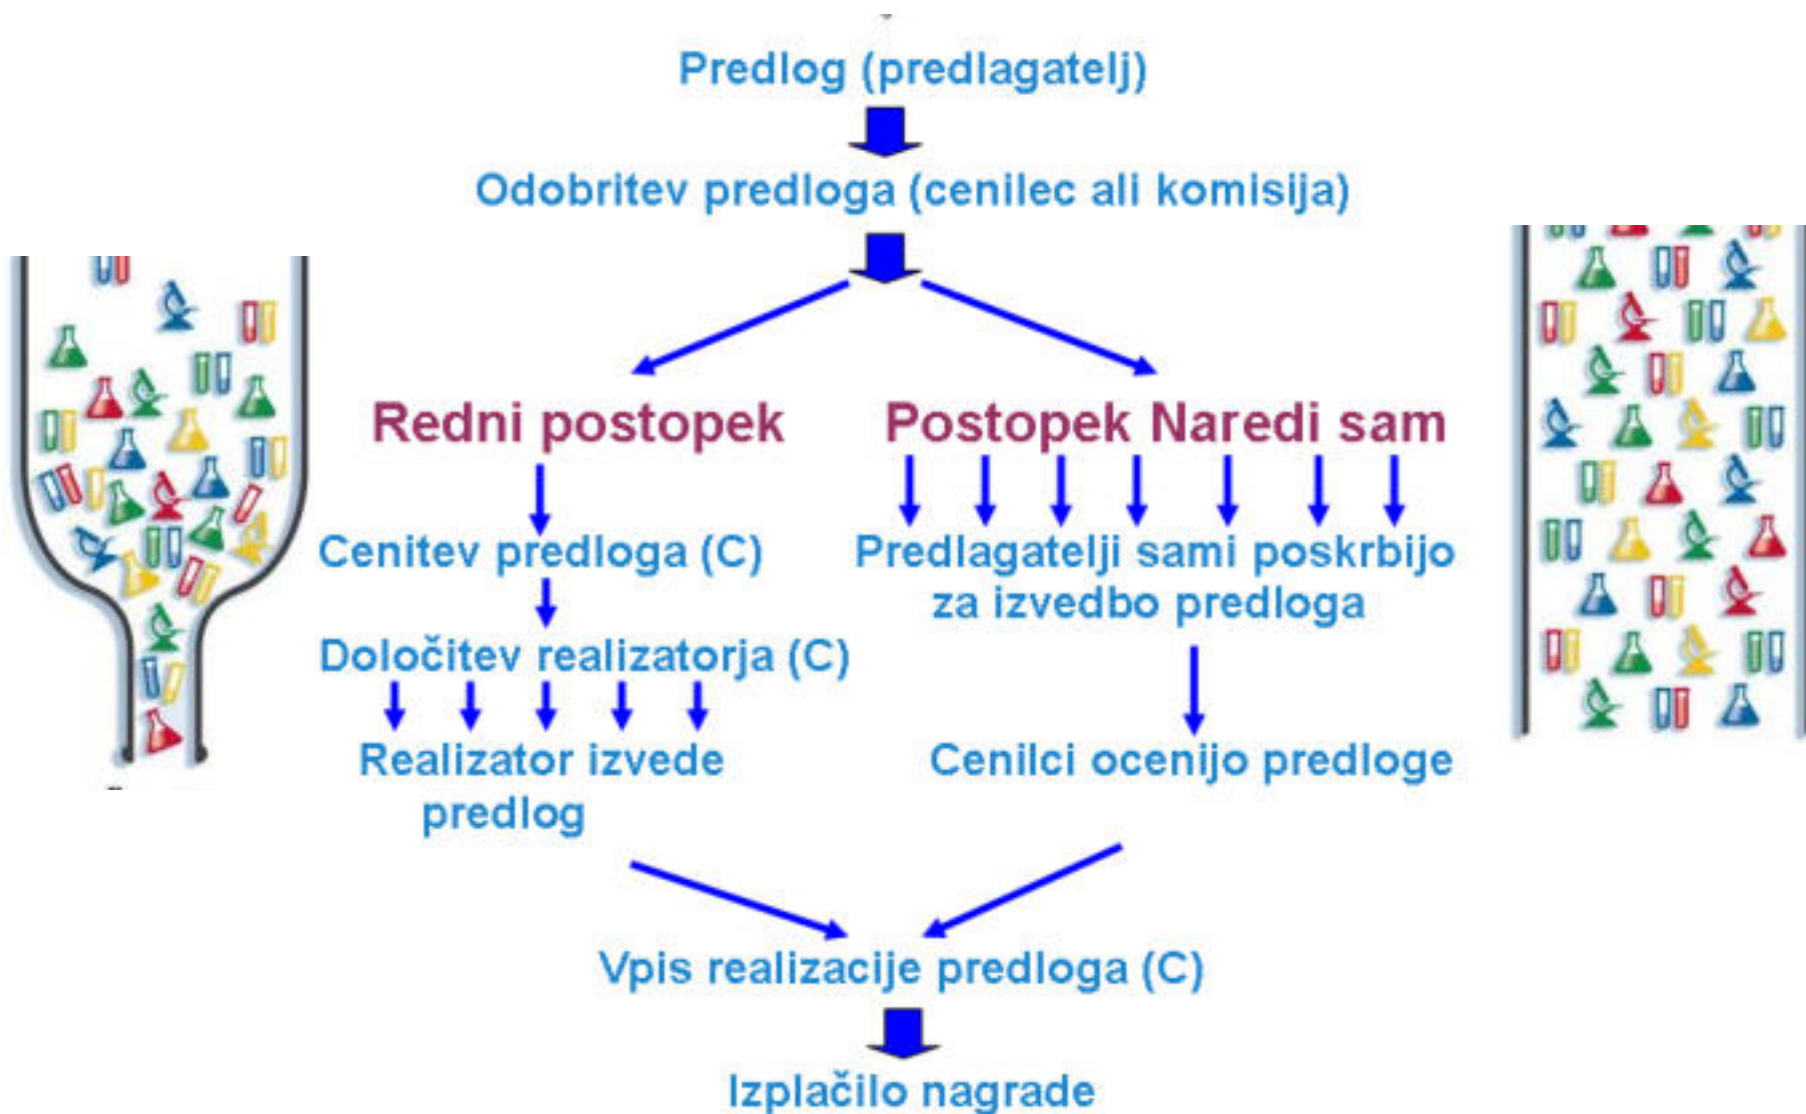 Predlog (predlagatelj)
Odobritev predloga (cenilec ali komisija)
Redni postopek
Cenitev predloga (C)
Določitev realizatorja (C)
Realizator izvede
predlog
Postopek Naredi sam
Predlagatelji sami poskrbijo
za izvedbo predloga
Cenilci ocenijo predloge
Vpis realizacije predloga (C)
Izplačilo nagrade